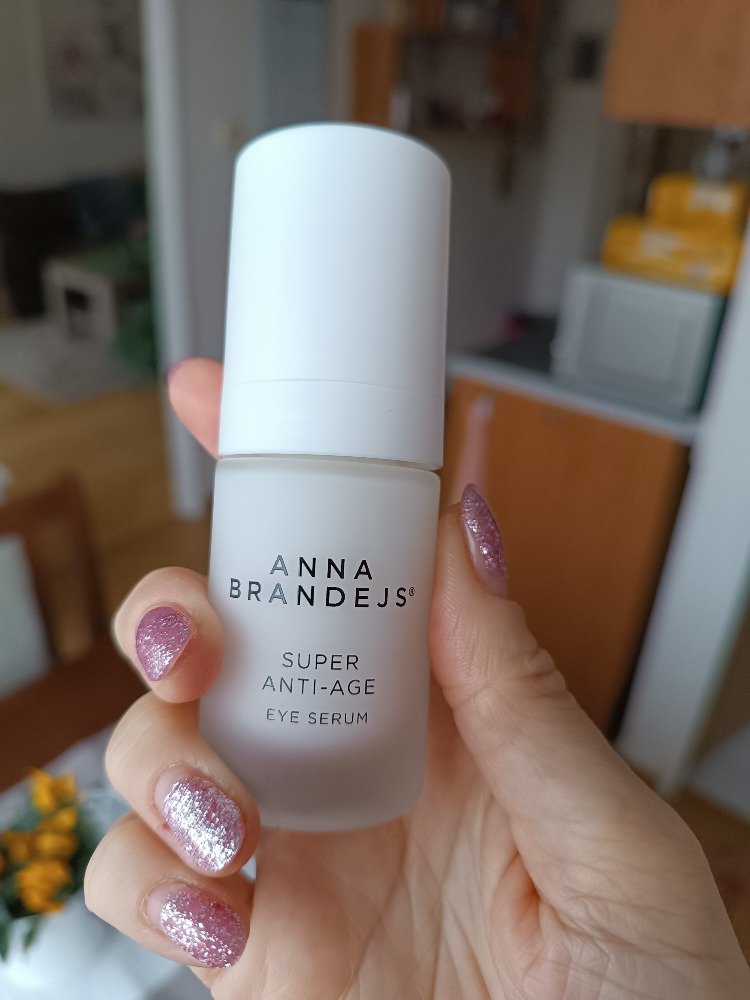 ANNA
BRANDEJS®
SUPER
ANTI-AGE
EYE SERUM